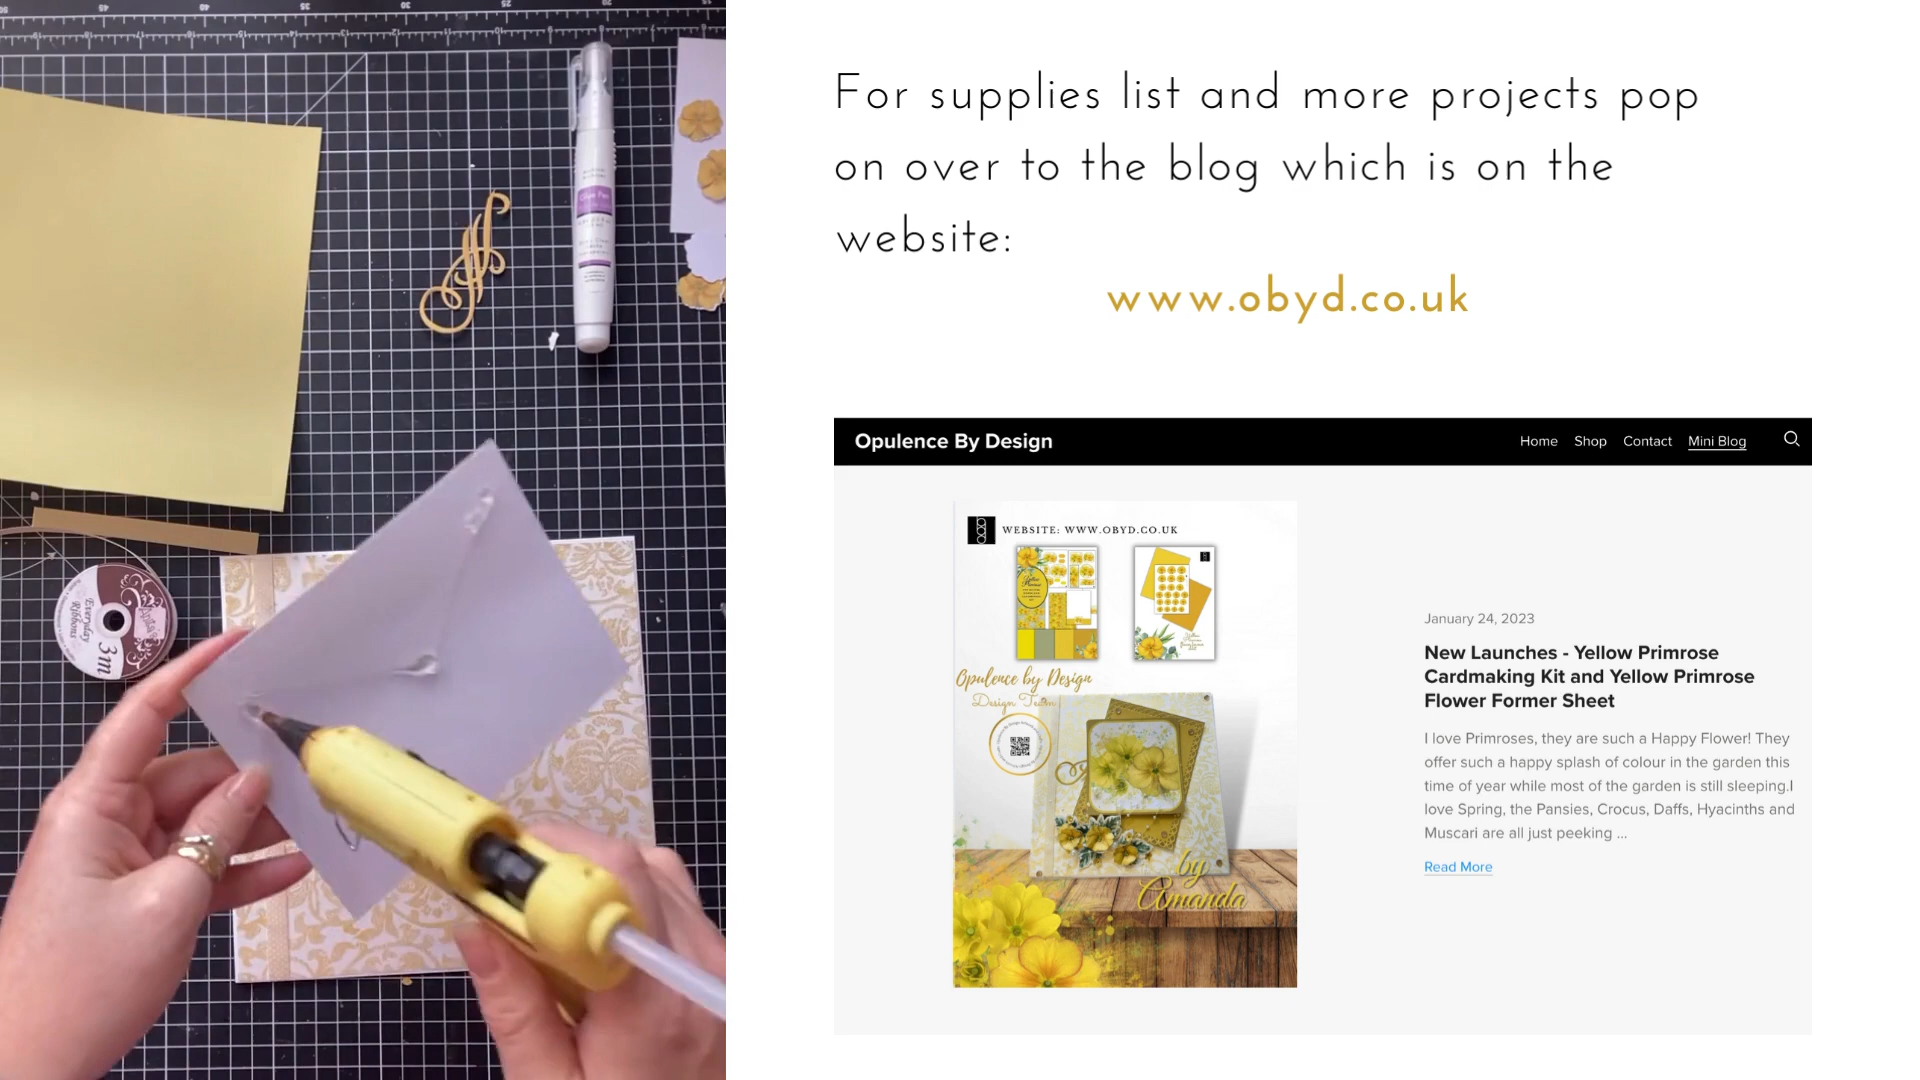 For supplies list and more projects pop
on over to the blog which is on the
website:
www.obyd.co.uk
Opulence By Design
Home Shop Contact Mini Blog
WEBSITE: WWW.OBYD.CO.UK
Opulence by Design
Design Team
by
Amanda
January 24, 2023
New Launches - Yellow Primrose
Cardmaking Kit and Yellow Primrose
Flower Former Sheet
I love Primroses, they are such a Happy Flower! They
offer such a happy splash of colour in the garden this
time of year while most of the garden is still sleeping.I
love Spring, the Pansies, Crocus, Daffs, Hyacinths and
Muscari are all just peeking ...
Read More
Everyday
Ribbons
3m
Glue Pen